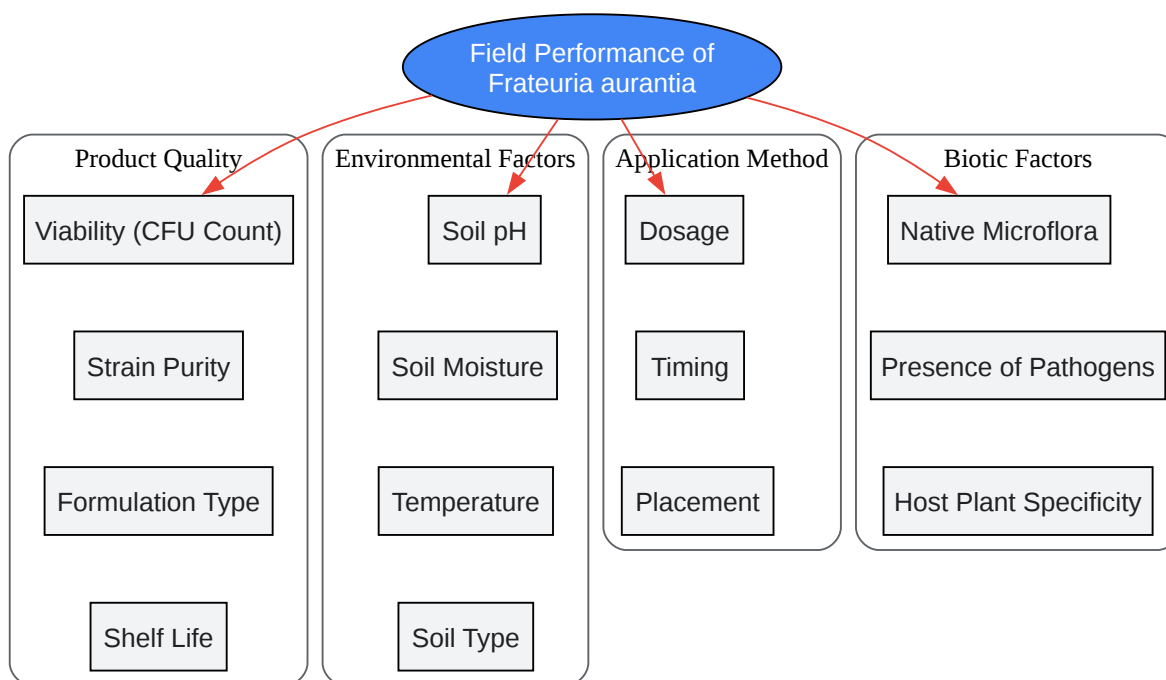 Field Performance of
Frateuria aurantia
Product Quality
Viability (CFU Count)
Strain Purity
Formulation Type
Shelf Life
Environmental Factors
Soil pH
Soil Moisture
Temperature
Soil Type
Application Method
Dosage
Timing
Placement
Biotic Factors
Native Microflora
Presence of Pathogens
Host Plant Specificity